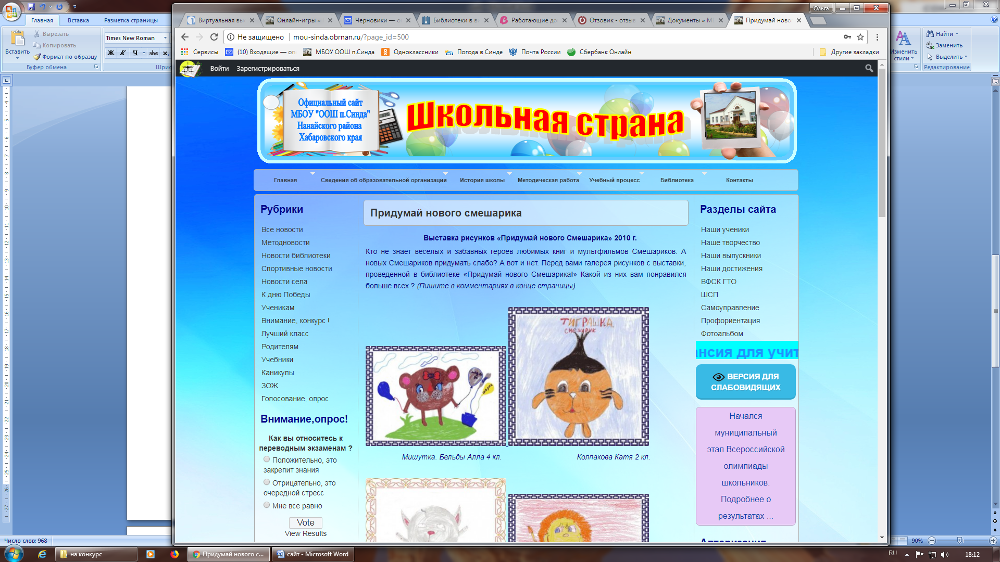 Главная Вставка Разметка страницы
Вставить
Вырезать
Копировать
Формат по образцу
Буфер обмена
Times New Roman
Ж К Ч abc x₂
Шриф
Ольга
Виртуальная выс
Онлайн-игры »
Черновики — о
Библиотеки в в
Работающие до
Отзовик - отзыв
Документы » М
Придумай ново
Не защищено mou-sinda.obrnan.ru/?page_id=500
Сервисы (10) Входящие — оп МБОУ ООШ п.Синда Одноклассники Погода в Синде Почта России Сбербанк Онлайн Другие закладки
Изменить
стили
Найти
Заменить
Выделить
Редактирование
Войти Зарегистрироваться
Официальный сайт
МБОУ "ООШ п.Синда"
Нанайского района
Хабаровского края
Школьная страна
Главная Сведения об образовательной организации История школы Методическая работа Учебный процесс Библиотека Контакты
Рубрики
Все новости
Методновости
Новости библиотеки
Спортивные новости
Новости села
К дню Победы
Ученикам
Внимание, конкурс !
Лучший класс
Родителям
Учебники
Каникулы
ЗОЖ
Голосование, опрос
Внимание,опрос!
Как вы относитесь к
переводным экзаменам ?
Положительно, это
закрепит знания
Отрицательно, это
очередной стресс
Мне все равно
Vote
View Results
Придумай нового смешарика
Выставка рисунков «Придумай нового Смешарика» 2010 г.
Кто не знает веселых и забавных героев любимых книг и мультфильмов Смешариков. А
новых Смешариков придумать слабо? А вот и нет. Перед вами галерея рисунков с выставки,
проведенной в библиотеке «Придумай нового Смешарика!» Какой из них вам понравился
больше всех ? (Пишите в комментариях в конце страницы)
ТИГРАШКА.
смешарик
Мишутка. Бельды Алла 4 кл.
Колпакова Катя 2 кл.
Разделы сайта
Наши ученики
Наше творчество
Наши выпускники
Наши достижения
ВФСК ГТО
ШСП
Самоуправление
Профориентация
Фотоальбом
ансия для учит
ВЕРСИЯ ДЛЯ
СЛАБОВИДЯЩИХ
Начался
муниципальный
этап Всероссийской
олимпиады
школьников.
Подробнее о
результатах ...
Авторизация
Число слов: 968
90%
на конкурс
Придумай нового с...
сайт - Microsoft Word
RU
18:12